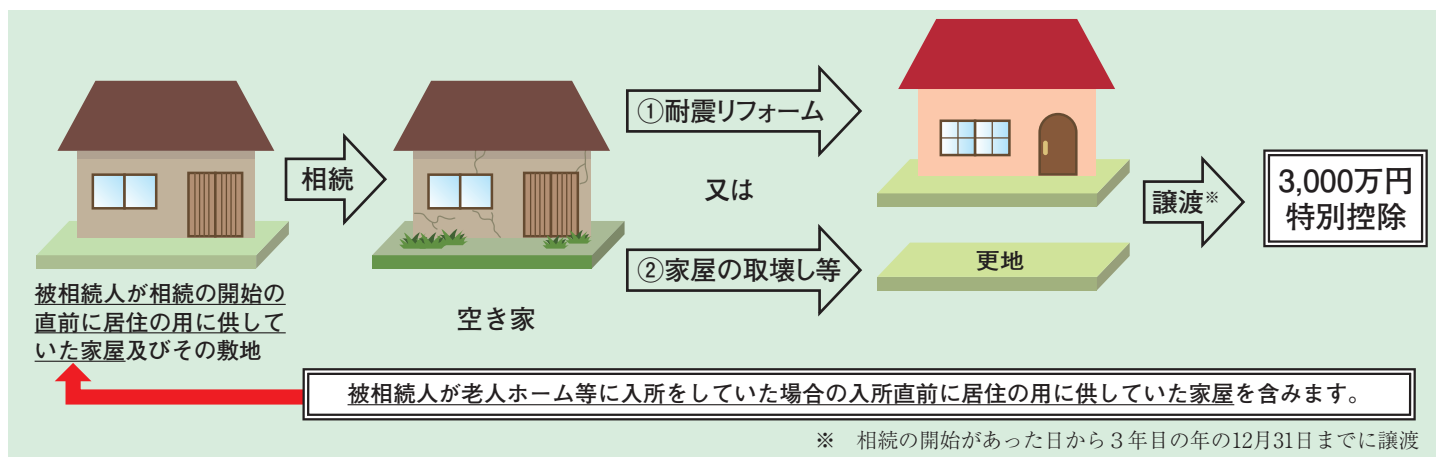 相続
①耐震リフォーム
又は
②家屋の取壊し等
更地
譲渡※
3,000万円
特別控除
被相続人が相続の開始の
直前に居住の用に供して
いた家屋及びその敷地
空き家
被相続人が老人ホーム等に入所をしていた場合の入所直前に居住の用に供していた家屋を含みます。
※　相続の開始があった日から３年目の年の12月31日までに譲渡